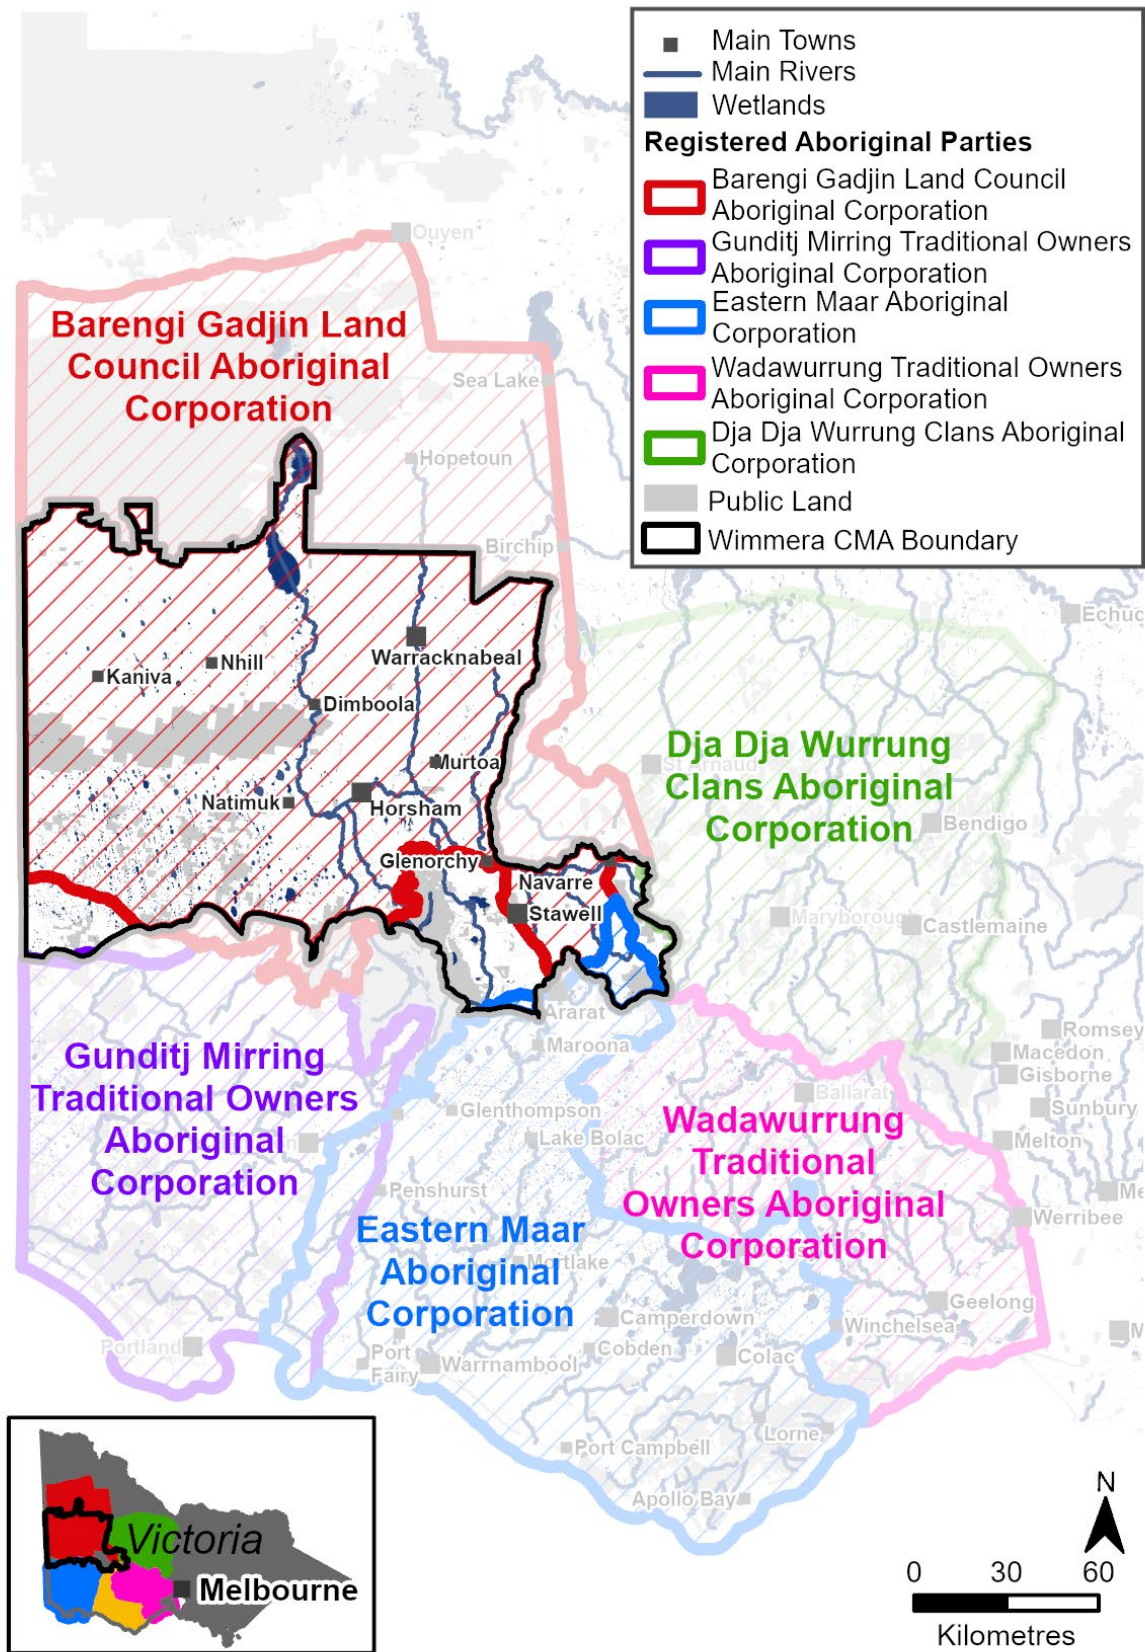 Main Towns
Main Rivers
Wetlands
Registered Aboriginal Parties
Barengi Gadjin Land Council
Aboriginal Corporation
Gunditj Mirring Traditional Owners
Aboriginal Corporation
Eastern Maar Aboriginal
Corporation
Wadawurrung Traditional Owners
Aboriginal Corporation
Dja Dja Wurrung Clans Aboriginal
Corporation
Public Land
Wimmera CMA Boundary
Ouyen
Barengi Gadjin Land
Council Aboriginal
Corporation
Sea Lake
Hopetoun
Birchip
Echuc
Warracknabeal
Nhill
Kaniva
Dimboola
Dja Dja Wurrung
Clans Aboriginal
Corporation
St Arnaud
Murtoa
Natimuk
Horsham
Bendigo
Glenorchy
Navarre
Stawell
Maryboroug
Castlemaine
Ararat
Romsey
Maroona
Macedon
Gisborne
Gunditj Mirring
Traditional Owners
Aboriginal
Corporation
Ballarat
Glenthompson
Sunbury
Lake Bolac
Melton
Wadawurrung
Traditional
Owners Aboriginal
Corporation
Penshurst
Me
Werribee
Eastern Maar
Aboriginal
Corporation
Mortlake
Geelong
Camperdown
Winchelsea
M
Portland
Port
Fairy
Warrnambool
Cobden
Colac
Lorne
Port Campbell
Apollo Bay
Victoria
Melbourne
N
0 30 60
Kilometres